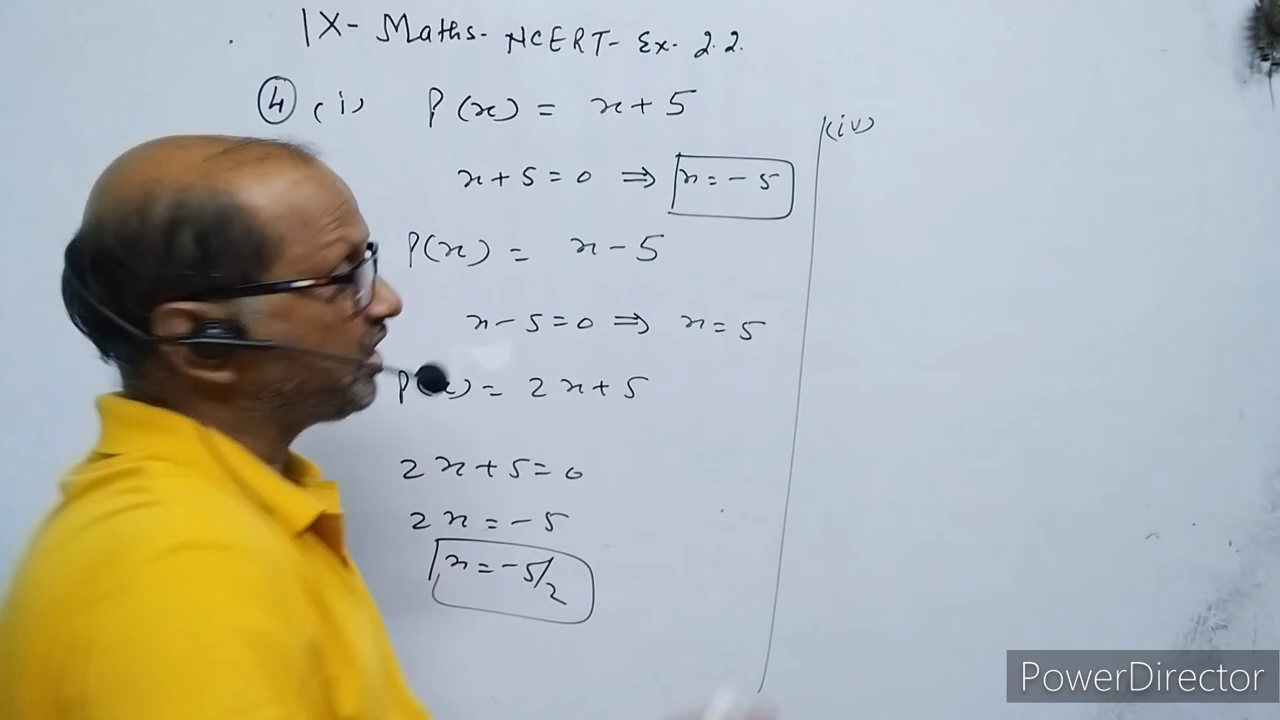 IX- Maths- NCERT- Ex- 2.2.
4 (i) P(x) = x+5
x+5=0 ⇒ x=-5
P(x) = x-5
x-5=0 ⇒ x=5
P(x)= 2x+5
2x+5=0
2x=-5
x=-5/2
(iv)
PowerDirector